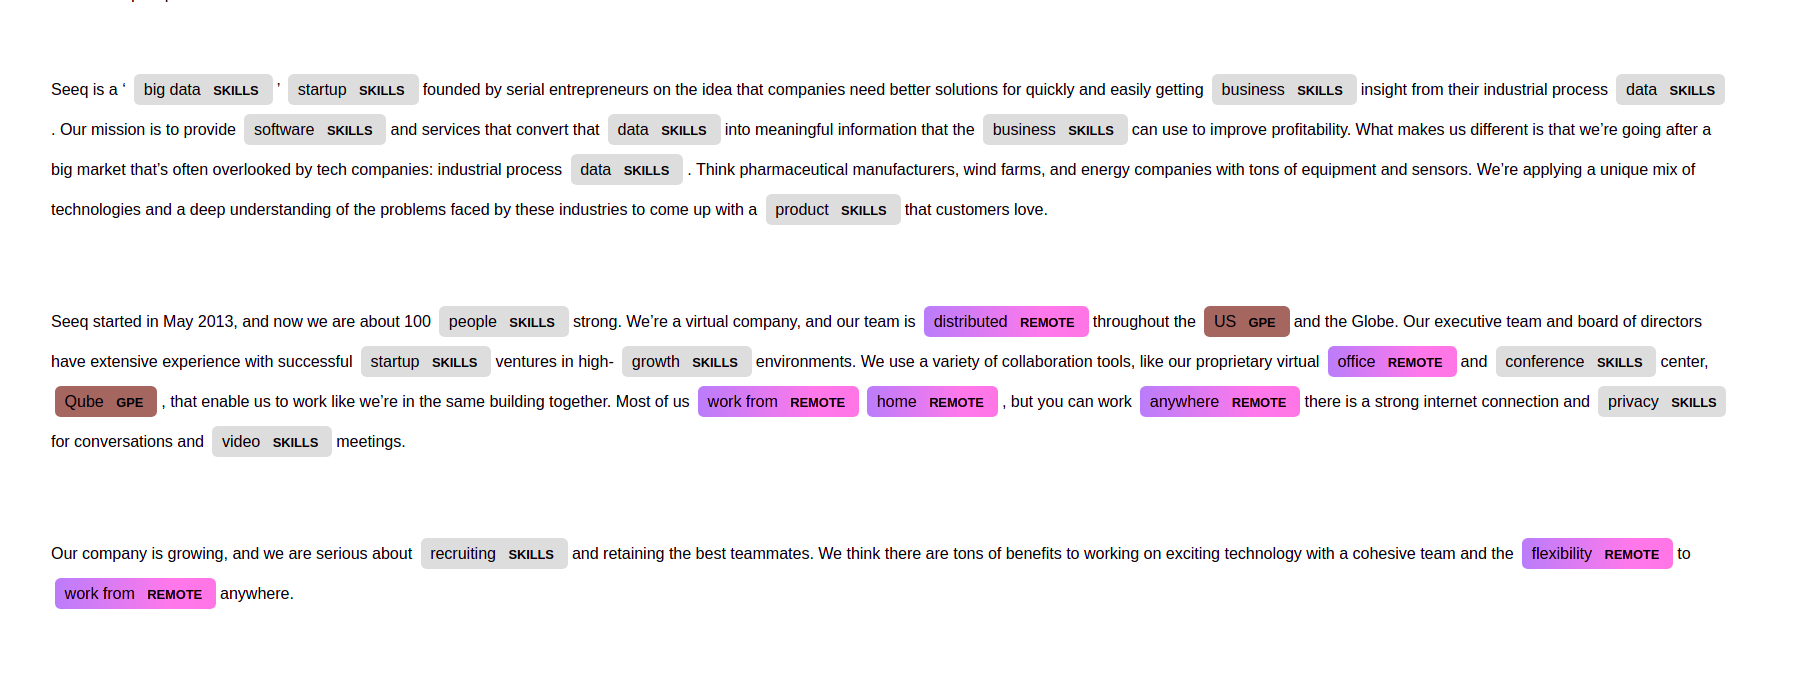 Seeq is a ‘ big data SKILLS ’ startup SKILLS founded by serial entrepreneurs on the idea that companies need better solutions for quickly and easily getting business SKILLS insight from their industrial process data SKILLS
. Our mission is to provide software SKILLS and services that convert that data SKILLS into meaningful information that the business SKILLS can use to improve profitability. What makes us different is that we’re going after a
big market that’s often overlooked by tech companies: industrial process data SKILLS . Think pharmaceutical manufacturers, wind farms, and energy companies with tons of equipment and sensors. We’re applying a unique mix of
technologies and a deep understanding of the problems faced by these industries to come up with a product SKILLS that customers love.
Seeq started in May 2013, and now we are about 100 people SKILLS strong. We’re a virtual company, and our team is distributed REMOTE throughout the US GPE and the Globe. Our executive team and board of directors
have extensive experience with successful startup SKILLS ventures in high- growth SKILLS environments. We use a variety of collaboration tools, like our proprietary virtual office REMOTE and conference SKILLS center,
Qube GPE , that enable us to work like we’re in the same building together. Most of us work from REMOTE home REMOTE , but you can work anywhere REMOTE there is a strong internet connection and privacy SKILLS
for conversations and video SKILLS meetings.
Our company is growing, and we are serious about recruiting SKILLS and retaining the best teammates. We think there are tons of benefits to working on exciting technology with a cohesive team and the flexibility REMOTE to
work from REMOTE anywhere.